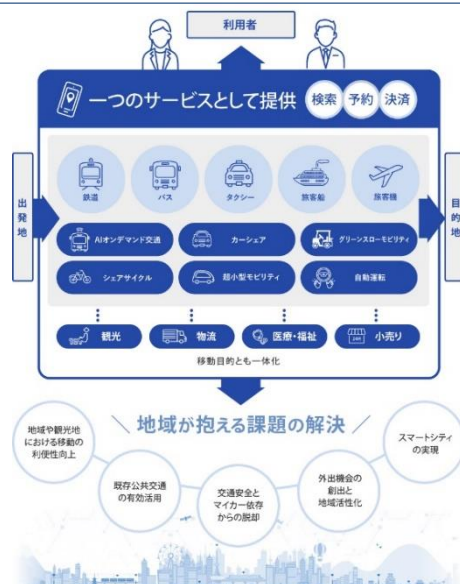 利用者
一つのサービスとして提供
検索
予約
決済
出発地
目的地
鉄道
バス
タクシー
旅客船
旅客機
AIオンデマンド交通
カーシェア
グリーンスローモビリティ
シェアサイクル
超小型モビリティ
自動運転
観光
物流
医療・福祉
小売り
移動目的とも一体化
地域が抱える課題の解決
地域や観光地
における移動の
利便性向上
既存公共交通
の有効活用
交通安全と
マイカー依存
からの脱却
外出機会の
創出と
地域活性化
スマートシティ
の実現